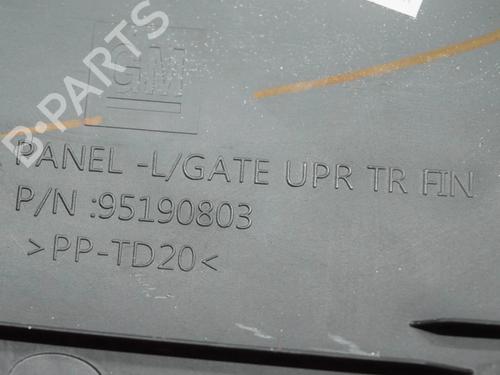 B-PARTS
GM
PANEL -L/GATE UPR TR FIN
P/N :95190803
>PP-TD20<